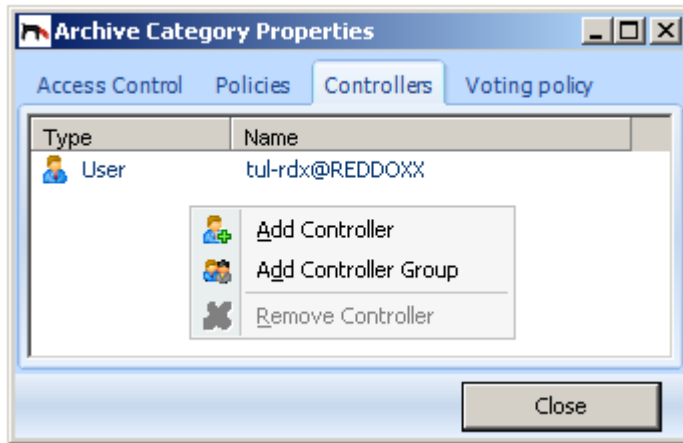 Archive Category Properties
Access Control Policies Controllers Voting policy
Type Name
User tul-rdx@REDDOXX
Add Controller
Add Controller Group
Remove Controller
Close